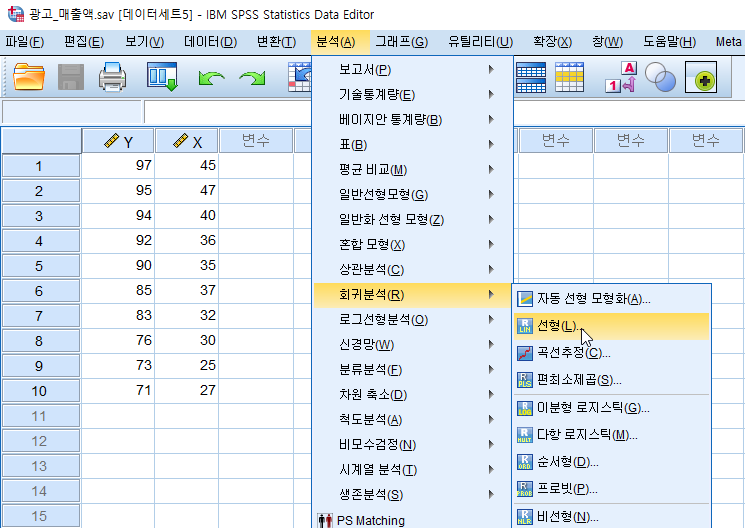 광고_매출액.sav [데이터세트5] - IBM SPSS Statistics Data Editor
파일(F) 편집(E) 보기(V) 데이터(D) 변환(T) 분석(A) 그래프(G) 유틸리티(U) 확장(X) 창(W) 도움말(H) Meta
보고서(P)
기술통계량(E)
베이지안 통계량(B)
표(B)
평균 비교(M)
일반선형모형(G)
일반화 선형 모형(Z)
혼합 모형(X)
상관분석(C)
회귀분석(R)
로그선형분석(O)
신경망(W)
분류분석(F)
차원 축소(D)
척도분석(A)
비모수검정(N)
시계열 분석(T)
생존분석(S)
PS Matching
자동 선형 모형화(A)...
선형(L)...
곡선추정(C)...
편최소제곱(S)...
이분형 로지스틱(G)...
다항 로지스틱(M)...
순서형(D)...
프로빗(P)...
비선형(N)...
Y X 변수 변수 변수 변수
1 97 45
2 95 47
3 94 40
4 92 36
5 90 35
6 85 37
7 83 32
8 76 30
9 73 25
10 71 27
11
12
13
14
15
A
1
R LIN
R PLS
R LOG
R MULT
R ORD
R PROB
R NLR